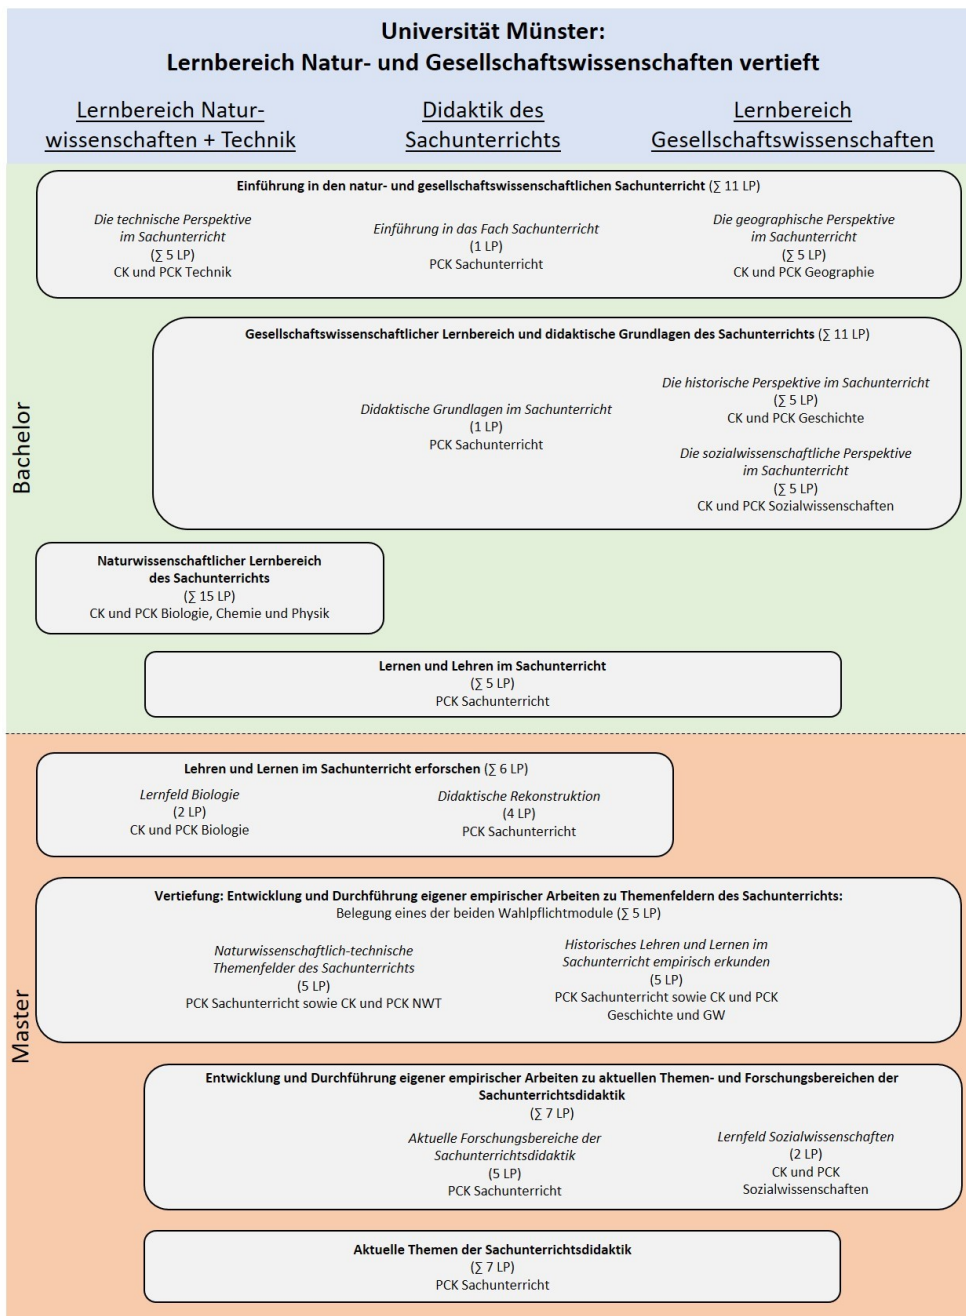 Universität Münster:
Lernbereich Natur- und Gesellschaftswissenschaften vertieft
Lernbereich Natur-
wissenschaften + Technik
Didaktik des
Sachunterrichts
Lernbereich
Gesellschaftswissenschaften
Bachelor
Einführung in den natur- und gesellschaftswissenschaftlichen Sachunterricht (∑ 11 LP)
Die technische Perspektive
im Sachunterricht
(∑ 5 LP)
CK und PCK Technik
Einführung in das Fach Sachunterricht
(1 LP)
PCK Sachunterricht
Die geographische Perspektive
im Sachunterricht
(∑ 5 LP)
CK und PCK Geographie
Gesellschaftswissenschaftlicher Lernbereich und didaktische Grundlagen des Sachunterrichts (∑ 11 LP)
Didaktische Grundlagen im Sachunterricht
(1 LP)
PCK Sachunterricht
Die historische Perspektive im Sachunterricht
(∑ 5 LP)
CK und PCK Geschichte
Die sozialwissenschaftliche Perspektive
im Sachunterricht
(∑ 5 LP)
CK und PCK Sozialwissenschaften
Naturwissenschaftlicher Lernbereich
des Sachunterrichts
(∑ 15 LP)
CK und PCK Biologie, Chemie und Physik
Lernen und Lehren im Sachunterricht
(∑ 5 LP)
PCK Sachunterricht
Master
Lehren und Lernen im Sachunterricht erforschen (∑ 6 LP)
Lernfeld Biologie
(2 LP)
CK und PCK Biologie
Didaktische Rekonstruktion
(4 LP)
PCK Sachunterricht
Vertiefung: Entwicklung und Durchführung eigener empirischer Arbeiten zu Themenfeldern des Sachunterrichts:
Belegung eines der beiden Wahlpflichtmodule (∑ 5 LP)
Naturwissenschaftlich-technische
Themenfelder des Sachunterrichts
(5 LP)
PCK Sachunterricht sowie CK und PCK NWT
Historisches Lehren und Lernen im
Sachunterricht empirisch erkunden
(5 LP)
PCK Sachunterricht sowie CK und PCK
Geschichte und GW
Entwicklung und Durchführung eigener empirischer Arbeiten zu aktuellen Themen- und Forschungsbereichen der
Sachunterrichtsdidaktik
(∑ 7 LP)
Aktuelle Forschungsbereiche der
Sachunterrichtsdidaktik
(5 LP)
PCK Sachunterricht
Lernfeld Sozialwissenschaften
(2 LP)
CK und PCK
Sozialwissenschaften
Aktuelle Themen der Sachunterrichtsdidaktik
(∑ 7 LP)
PCK Sachunterricht